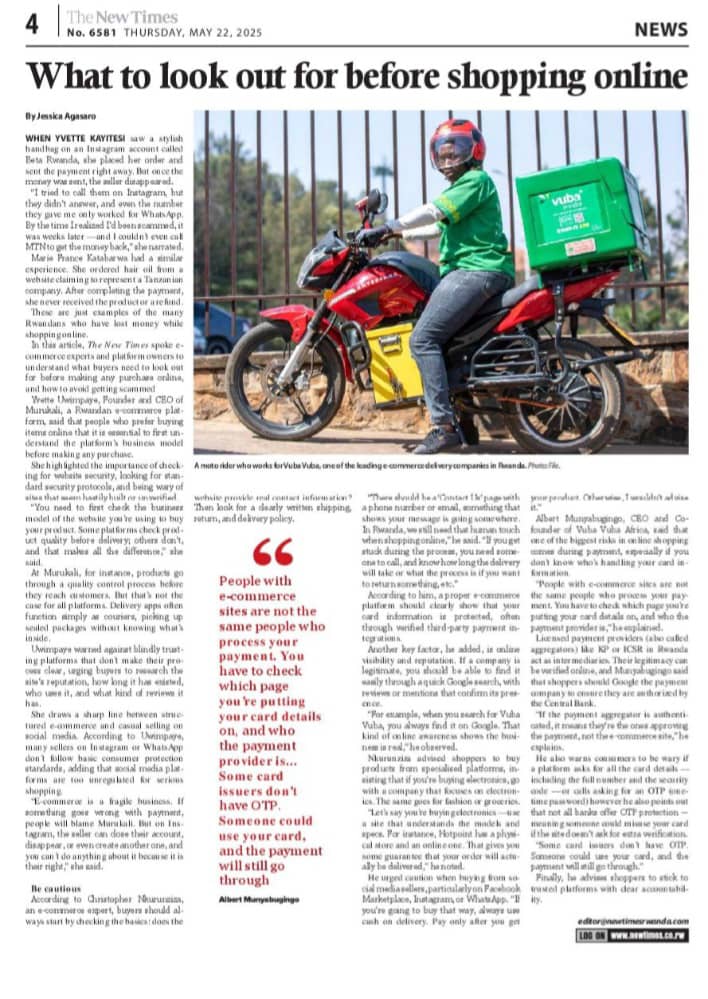 4
The New Times
No. 6581 THURSDAY, MAY 22, 2025
NEWS
What to look out for before shopping online
By Jessica Agasaro
WHEN YVETTE KAYITESI saw a stylish
handbag on an Instagram account called
Beta Rwanda, she placed her order and
sent the payment right away. But once the
money was sent, the seller disappeared.
"I tried to call them on Instagram, but
they didn't answer, and even the number
they gave me only worked for WhatsApp.
By the time I realised I'd been scammed, it
was weeks later — and I couldn't even call
MTN to get the money back," she narrated.
Marie France Katabarwa had a similar
experience. She ordered hair oil from a
website claiming to represent a Tanzanian
company. After completing the payment,
she never received the product or a refund.
These are just examples of the many
Rwandans who have lost money while
shopping online.
In this article, The New Times spoke e-
commerce experts and platform owners to
understand what buyers need to look out
for before making any purchase online,
and how to avoid getting scammed
Yvette Uwimpaye, Founder and CEO of
Murukali, a Rwandan e-commerce plat-
form, said that people who prefer buying
items online that it is essential to first un-
derstand the platform's business model
before making any purchase.
She highlighted the importance of check-
ing for website security, looking for stan-
dard security protocols, and being wary of
sites that seem hastily built or unverified.
"You need to first check the business
model of the website you're using to buy
your product. Some platforms check prod-
uct quality before delivery; others don't,
and that makes all the difference," she
said.
At Murukali, for instance, products go
through a quality control process before
they reach customers. But that's not the
case for all platforms. Delivery apps often
function simply as couriers, picking up
sealed packages without knowing what's
inside.
Uwimpaye warned against blindly trust-
ing platforms that don't make their pro-
cess clear, urging buyers to research the
site's reputation, how long it has existed,
who uses it, and what kind of reviews it
has.
She draws a sharp line between struc-
tured e-commerce and casual selling on
social media. According to Uwimpaye,
many sellers on Instagram or WhatsApp
don't follow basic consumer protection
standards, adding that social media plat-
forms are too unregulated for serious
shopping.
"E-commerce is a fragile business. If
something goes wrong with payment,
people will blame Murukali. But on Ins-
tagram, the seller can close their account,
disappear, or even create another one, and
you can't do anything about it because it is
their right," she said.
Be cautious
According to Christopher Nkurunziza,
an e-commerce expert, buyers should al-
ways start by checking the basics: does the
vuba
vuba
A moto rider who works for Vuba Vuba, one of the leading e-commerce delivery companies in Rwanda. Photo: File.
website provide real contact information?
Then look for a clearly written shipping,
return, and delivery policy.
People with
e-commerce
sites are not the
same people who
process your
payment. You
have to check
which page
you're putting
your card details
on, and who
the payment
provider is...
Some card
issuers don't
have OTP.
Someone could
use your card,
and the payment
will still go
through
Albert Munyabugingo
"There should be a 'Contact Us' page with
a phone number or email, something that
shows your message is going somewhere.
In Rwanda, we still need that human touch
when shopping online," he said. "If you get
stuck during the process, you need some-
one to call, and know how long the delivery
will take or what the process is if you want
to return something, etc."
According to him, a proper e-commerce
platform should clearly show that your
card information is protected, often
through verified third-party payment in-
tegrations.
Another key factor, he added, is online
visibility and reputation. If a company is
legitimate, you should be able to find it
easily through a quick Google search, with
reviews or mentions that confirm its pres-
ence.
"For example, when you search for Vuba
Vuba, you always find it on Google. That
kind of online awareness shows the busi-
ness is real," he observed.
Nkurunziza advised shoppers to buy
products from specialised platforms, in-
sisting that if you're buying electronics, go
with a company that focuses on electron-
ics. The same goes for fashion or groceries.
"Let's say you're buying electronics — use
a site that understands the models and
specs. For instance, Hotpoint has a physi-
cal store and an online one. That gives you
some guarantee that your order will actu-
ally be delivered," he noted.
He urged caution when buying from so-
cial media sellers, particularly on Facebook
Marketplace, Instagram, or WhatsApp. "If
you're going to buy that way, always use
cash on delivery. Pay only after you get
your product. Otherwise, I wouldn't advise
it."
Albert Munyabugingo, CEO and Co-
founder of Vuba Vuba Africa, said that
one of the biggest risks in online shopping
comes during payment, especially if you
don't know who's handling your card in-
formation.
"People with e-commerce sites are not
the same people who process your pay-
ment. You have to check which page you're
putting your card details on, and who the
payment provider is," he explained.
Licensed payment providers (also called
aggregators) like KP or ICSR in Rwanda
act as intermediaries. Their legitimacy can
be verified online, and Munyabugingo said
that shoppers should Google the payment
company to ensure they are authorized by
the Central Bank.
"If the payment aggregator is authenti-
cated, it means they're the ones approving
the payment, not the e-commerce site," he
explains.
He also warns consumers to be wary if
a platform asks for all the card details —
including the full number and the security
code — or calls asking for an OTP (one-
time password) however he also points out
that not all banks offer OTP protection —
meaning someone could misuse your card
if the site doesn't ask for extra verification.
"Some card issuers don't have OTP.
Someone could use your card, and the
payment will still go through."
Finally, he advises shoppers to stick to
trusted platforms with clear accountabil-
ity.
editor@newtimesrwanda.com
LOG ON www.newtimes.co.rw